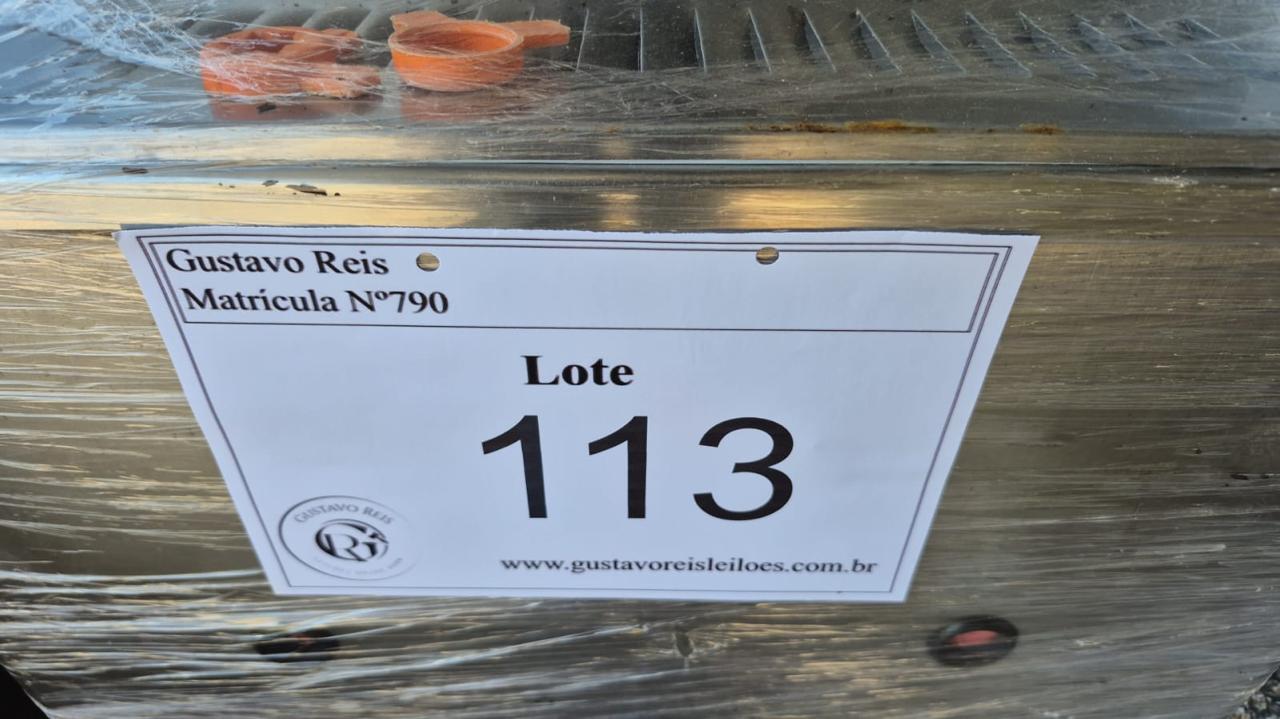 Gustavo Reis
Matrícula Nº790
Lote
113
GUSTAVO REIS
www.gustavoreisleiloes.com.br